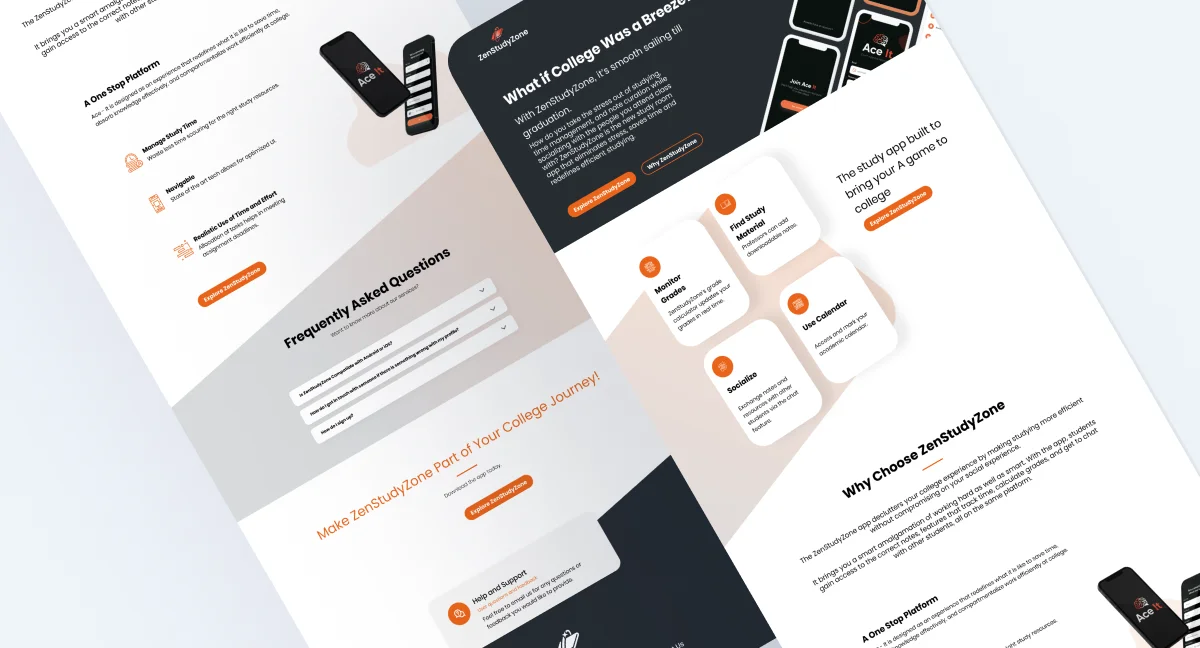 The ZenStudyZone
It brings you a smart amalgamation of
gain access to the correct notes,
with other students
A One Stop Platform
Ace - It is designed as an experience that redefines what it is like to save time,
absorb knowledge effectively, and compartmentalize work efficiently at college.
Manage Study Time
Waste less time scouring for the right study resources.
Navigable
State of the art tech allows for optimized UI
Realistic Use of Time and Effort
Allocation of tasks helps in meeting
assignment deadlines.
Explore ZenStudyZone
Ace It
Frequently Asked Questions
Want to know more about our services?
Is ZenStudyZone Compatible with Android or iOS?
How do I get in touch with someone if there is something wrong with my profile?
How do I sign up?
Make ZenStudyZone Part of Your College Journey!
Download the app today.
Explore ZenStudyZone
Help and Support
User questions and Feedback
Feel free to email us for any questions or
feedback you would like to provide.
Us
ZenStudyZone
What if College Was a Breeze?
With ZenStudyZone, it's smooth sailing till
graduation.
How do you take the stress out of studying,
time management, and note curation while
socializing with the people you attend class
with? ZenStudyZone is the new study room
app that eliminates stress, saves time and
redefines efficient studying.
Explore ZenStudyZone
Why ZenStudyZone
Join Ace It
Ace It
The study app built to
bring your A game to
college
Explore ZenStudyZone
Find Study
Material
Professors can add
downloadable notes.
Monitor
Grades
ZenStudyZone's grade
calculator updates your
grades in real time.
Use Calendar
Access and mark your
academic calendar.
Socialize
Exchange notes and
resources with other
students via the chat
feature.
Why Choose ZenStudyZone
The ZenStudyZone app declutters your college experience by making studying more efficient
without compromising on your social experience.
It brings you a smart amalgamation of working hard as well as smart. With the app, students
gain access to the correct notes, features that track time, calculate grades, and get to chat
with other students, all on the same platform.
A One Stop Platform
Ace - It is designed as an experience that redefines what it is like to save time,
absorb knowledge effectively, and compartmentalize work efficiently at college.
right study resources.
Ace It